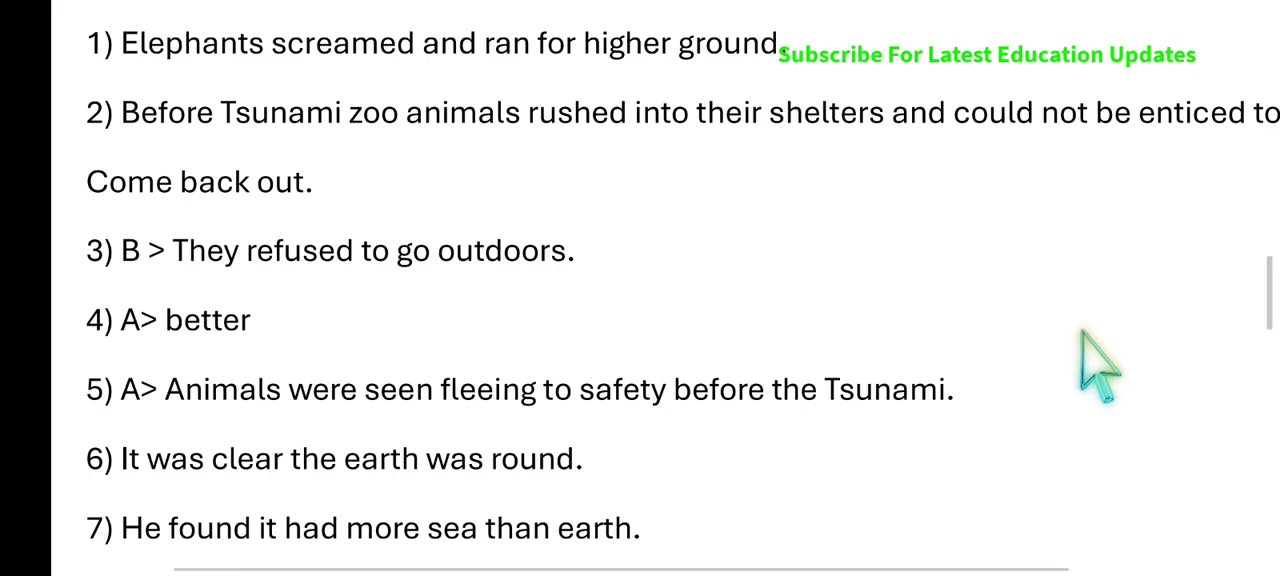 1) Elephants screamed and ran for higher ground.
Subscribe For Latest Education Updates
2) Before Tsunami zoo animals rushed into their shelters and could not be enticed to
Come back out.
3) B > They refused to go outdoors.
4) A> better
5) A> Animals were seen fleeing to safety before the Tsunami.
6) It was clear the earth was round.
7) He found it had more sea than earth.